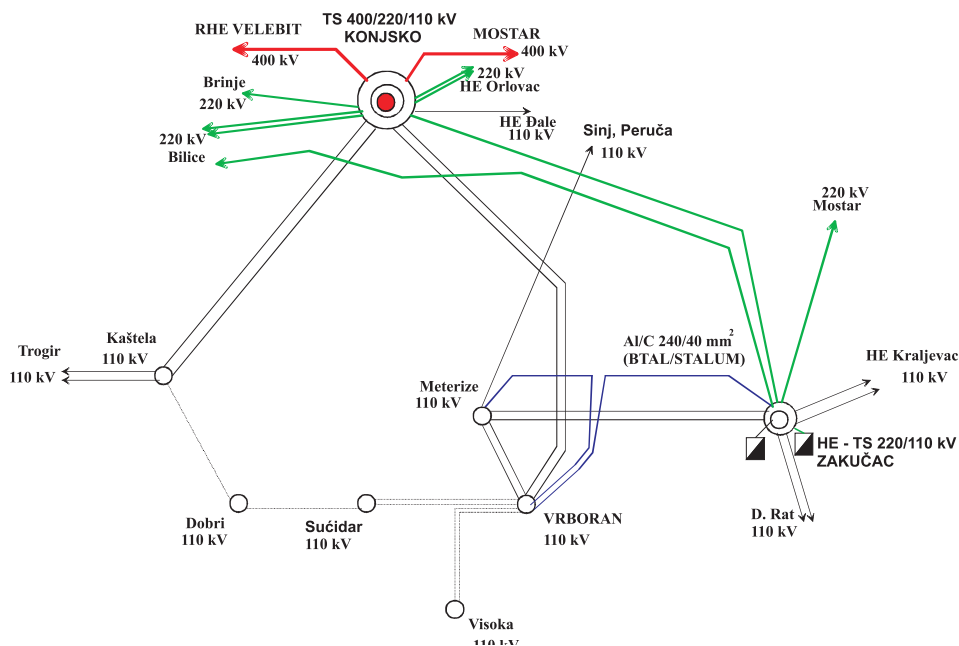 TS 400/220/110 kV
KONJSKO
RHE VELEBIT
400 kV
MOSTAR
400 kV
220 kV
HE Orlovac
Brinje
220 kV
HE Đale
110 kV
220 kV
Bilice
Sinj, Peruča
110 kV
220 kV
Mostar
Al/C 240/40 mm²
(BTAL/STALUM)
Trogir
110 kV
Kaštela
110 kV
HE Kraljevac
110 kV
Meterize
110 kV
HE - TS 220/110 kV
ZAKUČAC
Dobri
110 kV
Sućidar
110 kV
VRBORAN
110 kV
D. Rat
110 kV
Visoka
110 kV